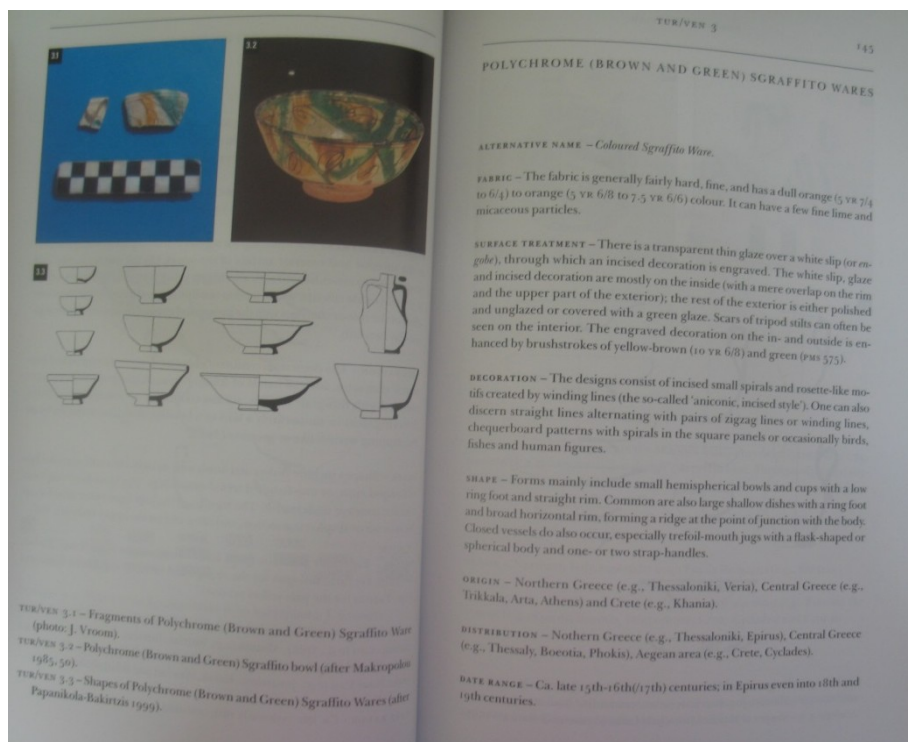 3.1
3.2
3.3
TUR/VEN 3.1 – Fragments of Polychrome (Brown and Green) Sgraffito Ware
(photo: J. Vroom).
TUR/VEN 3.2 – Polychrome (Brown and Green) Sgraffito bowl (after Makropolou
1985, 50).
TUR/VEN 3.3 – Shapes of Polychrome (Brown and Green) Sgraffito Wares (after
Papanikola-Bakirtzis 1999).
TUR/VEN 3
145
POLYCHROME (BROWN AND GREEN) SGRAFFITO WARES
ALTERNATIVE NAME – Coloured Sgraffito Ware.
FABRIC – The fabric is generally fairly hard, fine, and has a dull orange (5 YR 7/4
to 6/4) to orange (5 YR 6/8 to 7.5 YR 6/6) colour. It can have a few fine lime and
micaceous particles.
SURFACE TREATMENT – There is a transparent thin glaze over a white slip (or en-
gobe), through which an incised decoration is engraved. The white slip, glaze
and incised decoration are mostly on the inside (with a mere overlap on the rim
and the upper part of the exterior); the rest of the exterior is either polished
and unglazed or covered with a green glaze. Scars of tripod stilts can often be
seen on the interior. The engraved decoration on the in- and outside is en-
hanced by brushstrokes of yellow-brown (10 YR 6/8) and green (PMS 575).
DECORATION – The designs consist of incised small spirals and rosette-like mo-
tifs created by winding lines (the so-called 'aniconic, incised style'). One can also
discern straight lines alternating with pairs of zigzag lines or winding lines,
chequerboard patterns with spirals in the square panels or occasionally birds,
fishes and human figures.
SHAPE – Forms mainly include small hemispherical bowls and cups with a low
ring foot and straight rim. Common are also large shallow dishes with a ring foot
and broad horizontal rim, forming a ridge at the point of junction with the body.
Closed vessels do also occur, especially trefoil-mouth jugs with a flask-shaped or
spherical body and one- or two strap-handles.
ORIGIN – Northern Greece (e.g., Thessaloniki, Veria), Central Greece (e.g.,
Trikkala, Arta, Athens) and Crete (e.g., Khania).
DISTRIBUTION – Nothern Greece (e.g., Thessaloniki, Epirus), Central Greece
(e.g., Thessaly, Boeotia, Phokis), Aegean area (e.g., Crete, Cyclades).
DATE RANGE – Ca. late 15th-16th(/17th) centuries; in Epirus even into 18th and
19th centuries.